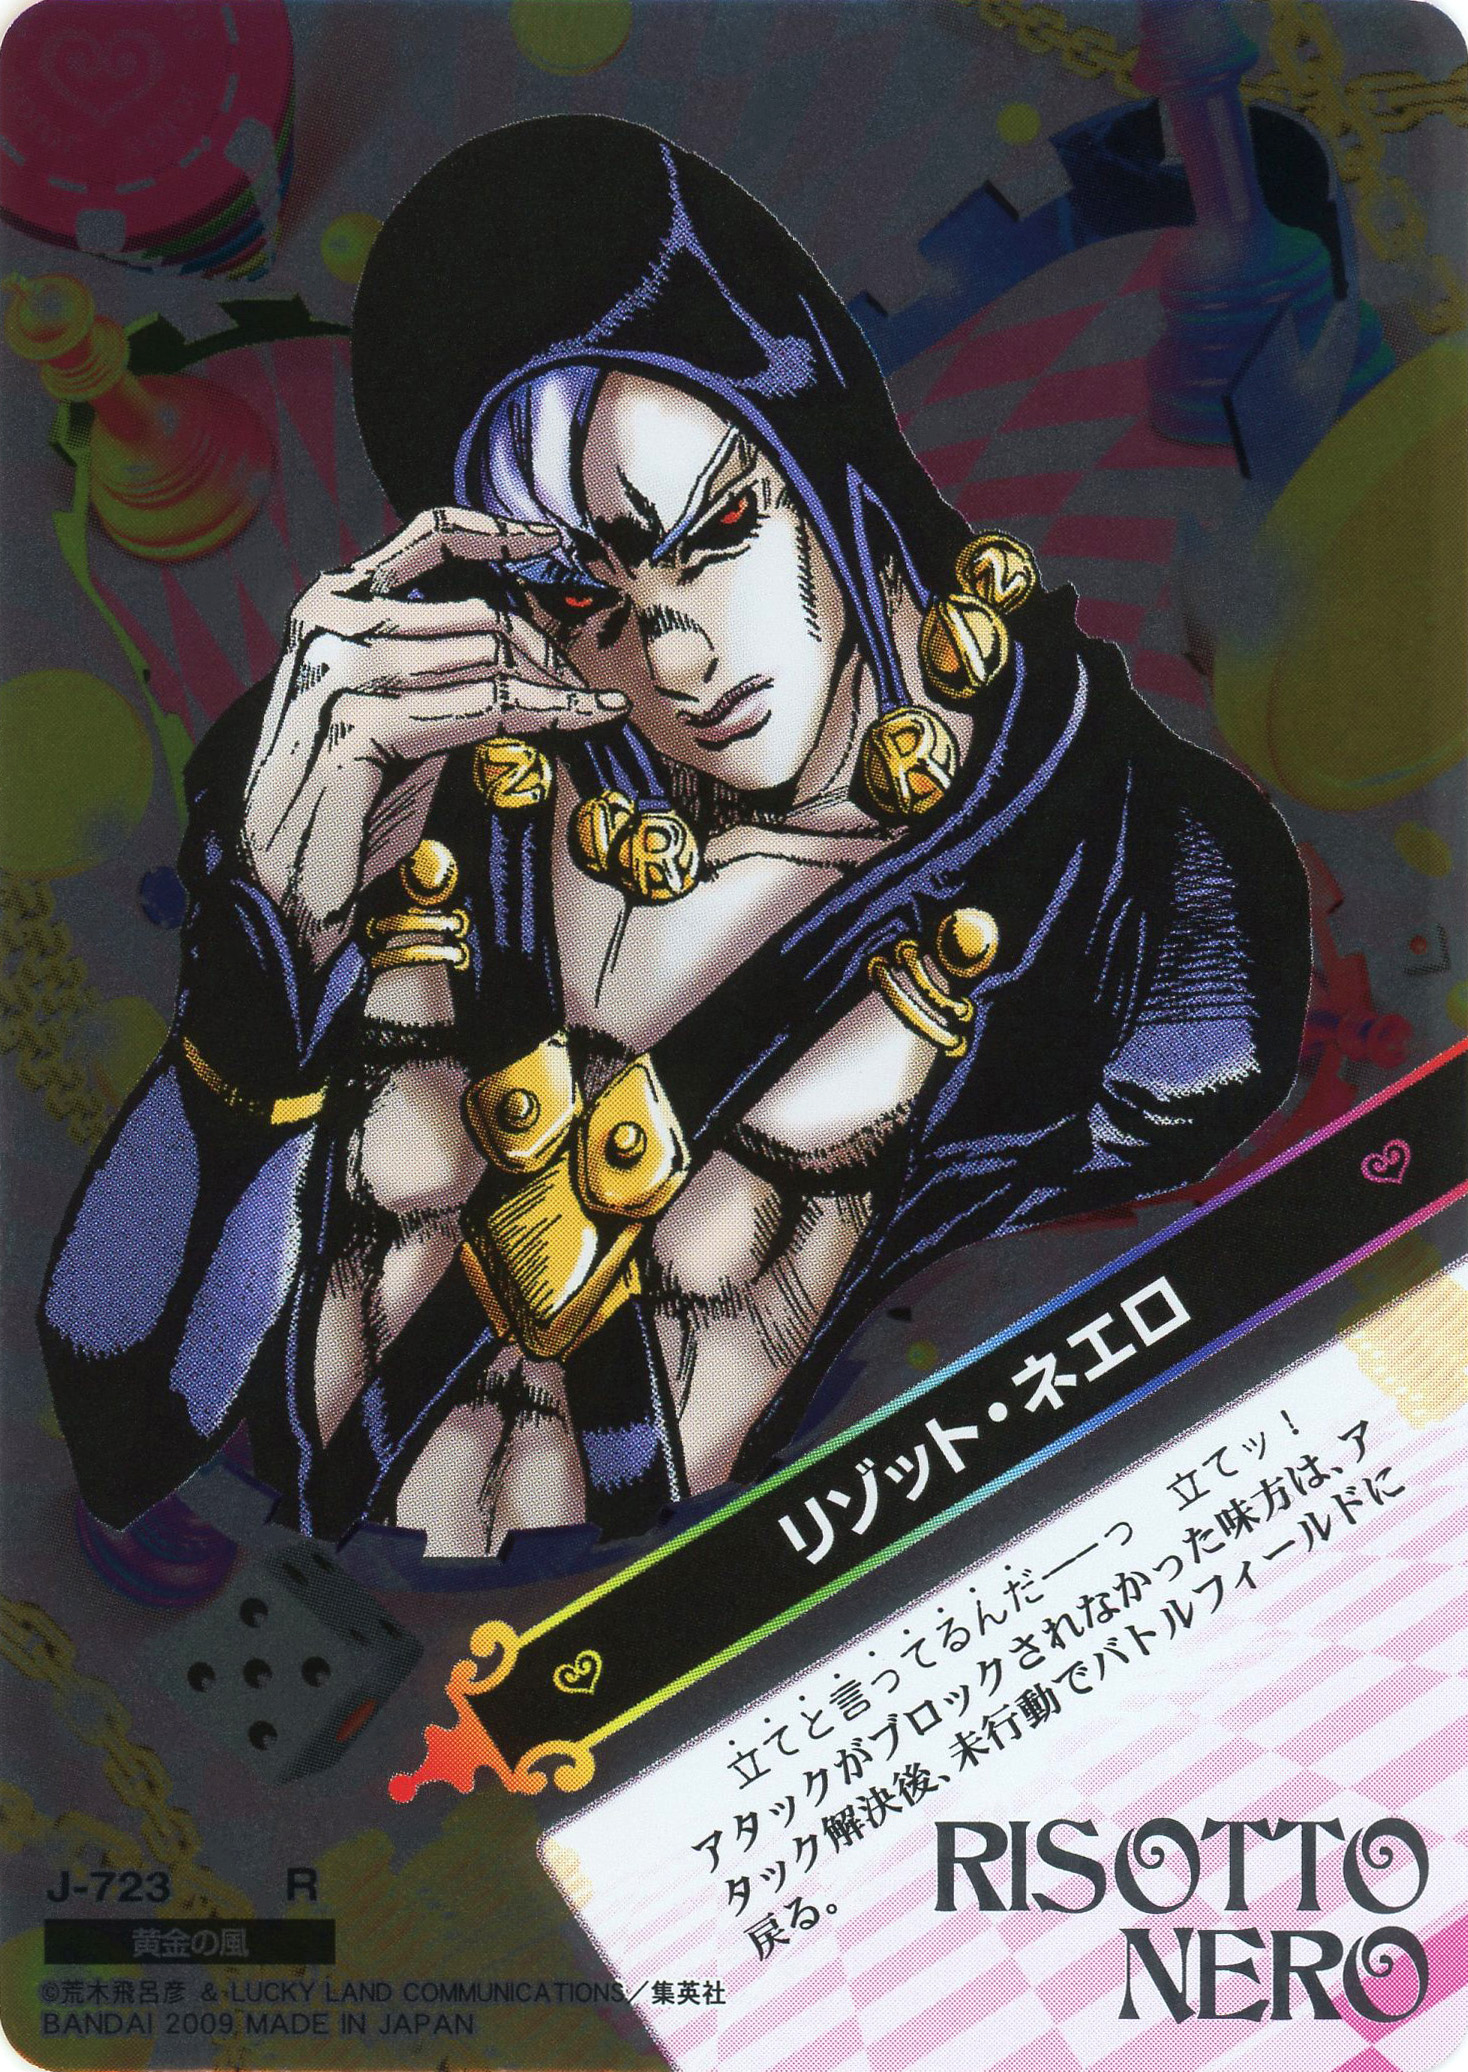 N
R
N
R
リゾット・ネエロ
立てと言ってるんだ──っ　立てッ！
アタックがブロックされなかった味方は、ア
タック解決後、未行動でバトルフィールドに
戻る。
RISOTTO
NERO
J-723 R
黄金の風
©荒木飛呂彦 & LUCKY LAND COMMUNICATIONS／集英社
BANDAI 2009 MADE IN JAPAN